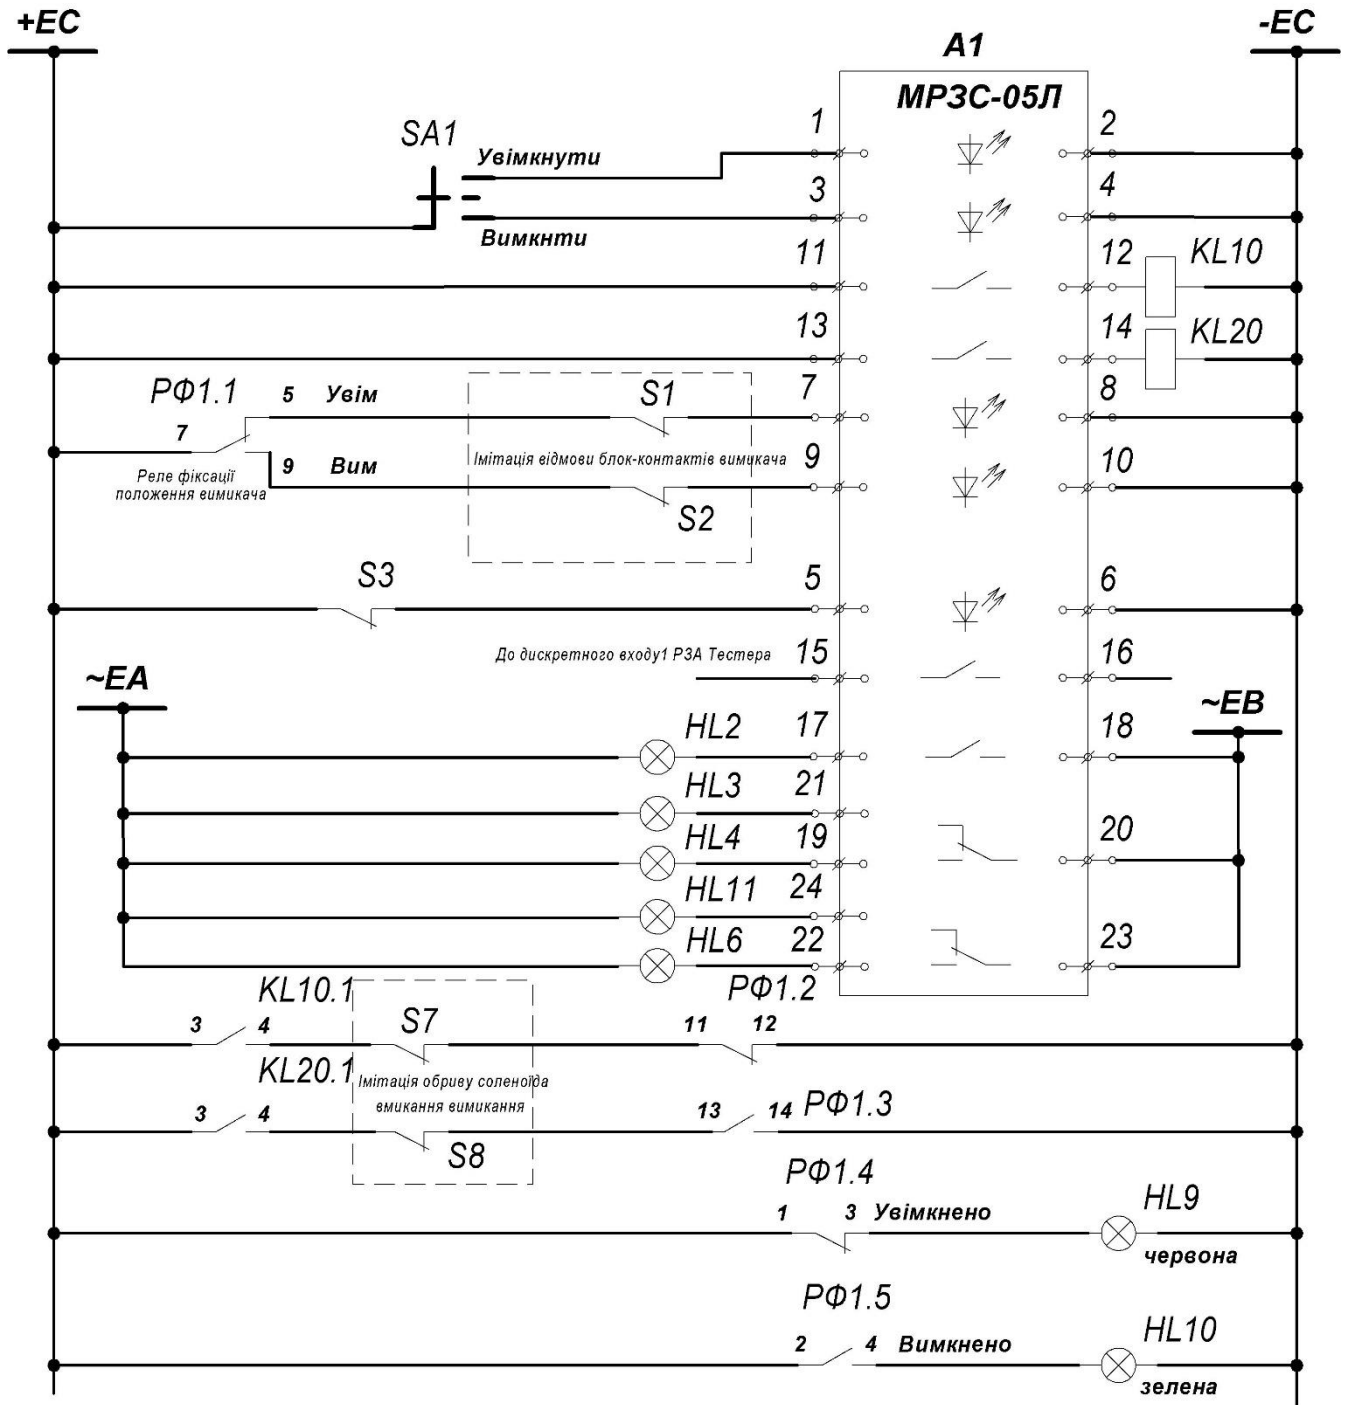 +EC
-EC
A1
МРЗС-05Л
SA1
Увімкнути
1
2
Вимкнти
3
4
11
12
KL10
13
14
KL20
РФ1.1
5 Увім
S1
7
8
7
9 Вим
Імітація відмови блок-контактів вимикача
9
10
Реле фіксації
положення вимикача
S2
S3
5
6
До дискретного входу1 РЗА Тестера
15
16
~EA
~EB
HL2
17
18
HL3
21
HL4
19
20
HL11
24
HL6
22
23
KL10.1
РФ1.2
3 4
S7
11 12
KL20.1
Імітація обриву соленоїда
вмикання вимикання
3 4
13 14
РФ1.3
S8
РФ1.4
1 3 Увімкнено
HL9
червона
РФ1.5
2 4 Вимкнено
HL10
зелена